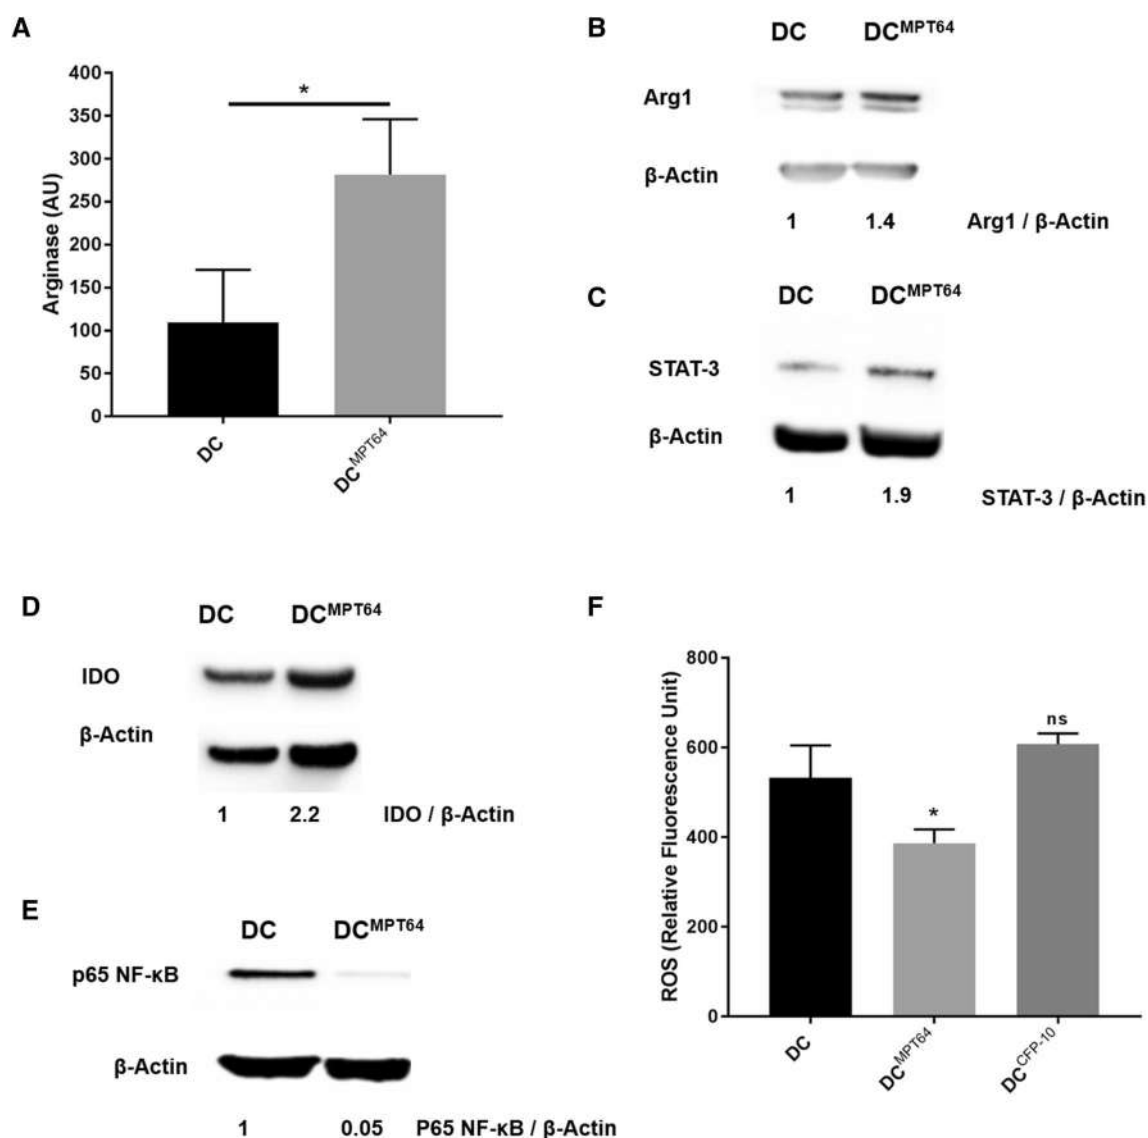 A
400
350
300
250
200
150
100
50
0
Arginase (AU)
*
DC
DC^MPT64
B
DC DC^MPT64
Arg1
β-Actin
1 1.4 Arg1 / β-Actin
C
DC DC^MPT64
STAT-3
β-Actin
1 1.9 STAT-3 / β-Actin
D
DC DC^MPT64
IDO
β-Actin
1 2.2 IDO / β-Actin
E
DC DC^MPT64
p65 NF-κB
β-Actin
1 0.05 P65 NF-κB / β-Actin
F
800
600
400
200
0
ROS (Relative Fluorescence Unit)
*
ns
DC
DC^MPT64
DC^CFP-10